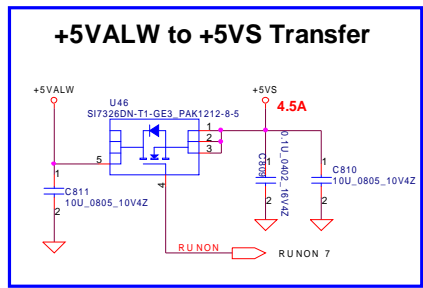 +5VALW to +5VS Transfer
+5VALW
U46
SI7326DN-T1-GE3_PAK1212-8-5
+5VS
4.5A
1
2
3
5
4
1
C811
10U_0805_10V4Z
2
1
C809
0.1U_0402_16V4Z
2
1
C810
10U_0805_10V4Z
2
RUNON
RUNON 7